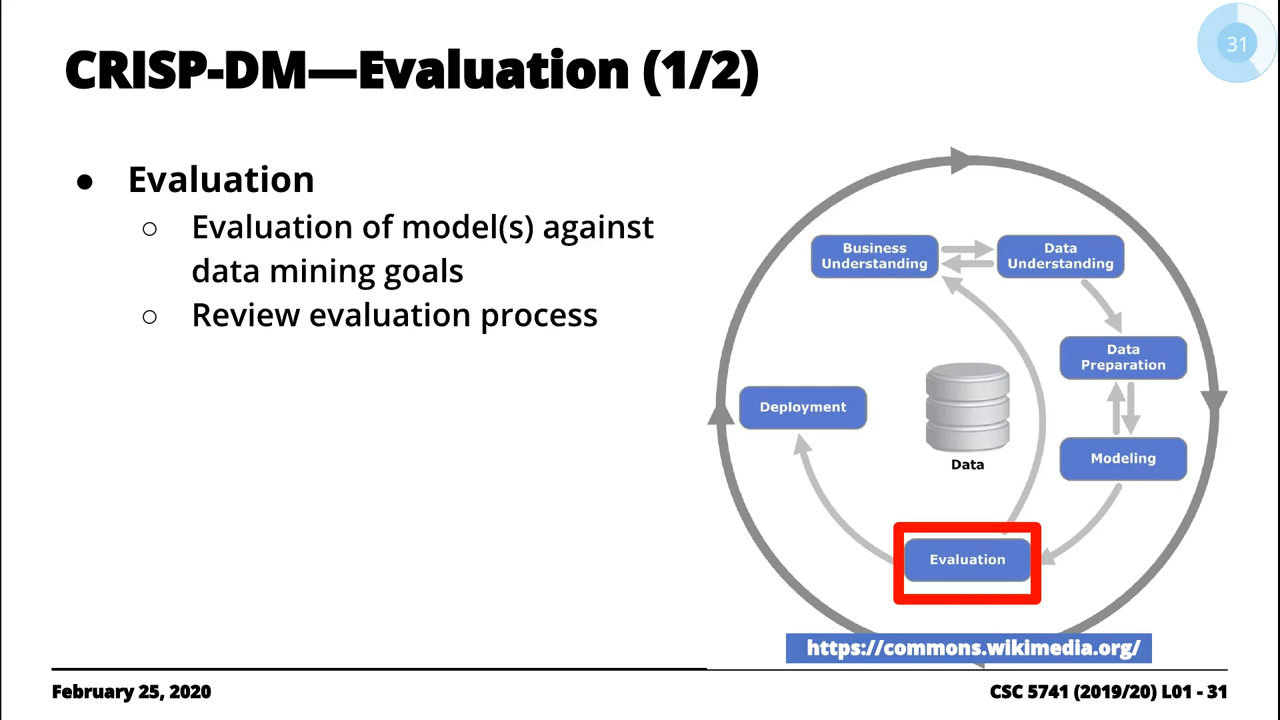 31
CRISP-DM—Evaluation (1/2)
● Evaluation
○ Evaluation of model(s) against
data mining goals
○ Review evaluation process
Business
Understanding
Data
Understanding
Data
Preparation
Modeling
Evaluation
Deployment
Data
https://commons.wikimedia.org/
February 25, 2020
CSC 5741 (2019/20) L01 - 31